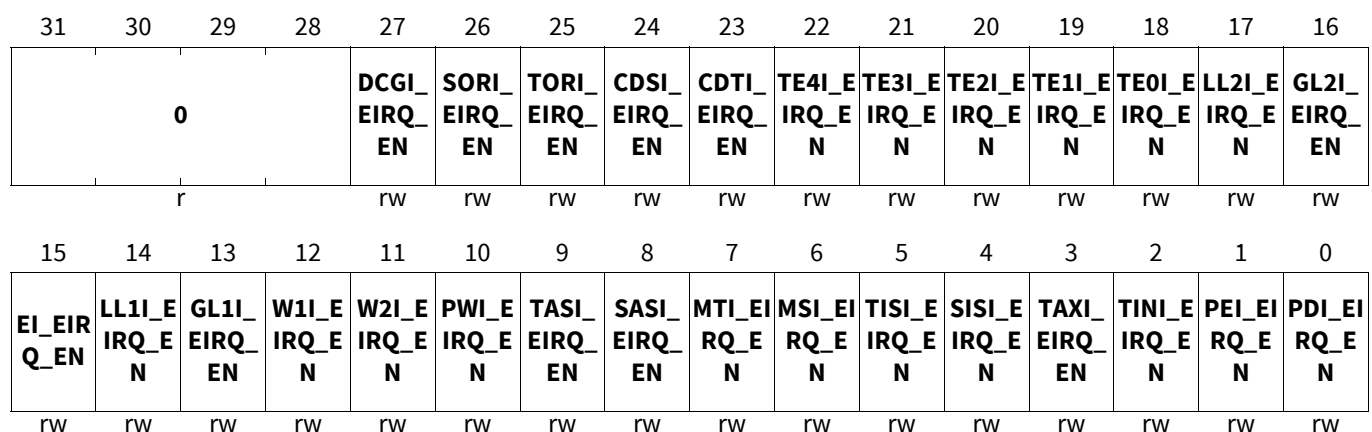 31 30 29 28 27 26 25 24 23 22 21 20 19 18 17 16
0 DCGI_ SORI_ TORI_ CDSI_ CDTI_ TE4I_E TE3I_E TE2I_E TE1I_E TE0I_E LL2I_E GL2I_
EIRQ_ EIRQ_ EIRQ_ EIRQ_ EIRQ_ IRQ_E IRQ_E IRQ_E IRQ_E IRQ_E IRQ_E EIRQ_
EN EN EN EN EN N N N N N N EN
r rw rw rw rw rw rw rw rw rw rw rw rw
15 14 13 12 11 10 9 8 7 6 5 4 3 2 1 0
EI_EIR LL1I_E GL1I_ W1I_E W2I_E PWI_E TASI_ SASI_ MTI_EI MSI_EI TISI_E SISI_E TAXI_ TINI_E PEI_EI PDI_EI
Q_EN IRQ_E EIRQ_ IRQ_E IRQ_E IRQ_E EIRQ_ EIRQ_ RQ_E RQ_E IRQ_E IRQ_E EIRQ_ IRQ_E RQ_E RQ_E
N EN N N N EN EN N N N N EN N N N
rw rw rw rw rw rw rw rw rw rw rw rw rw rw rw rw